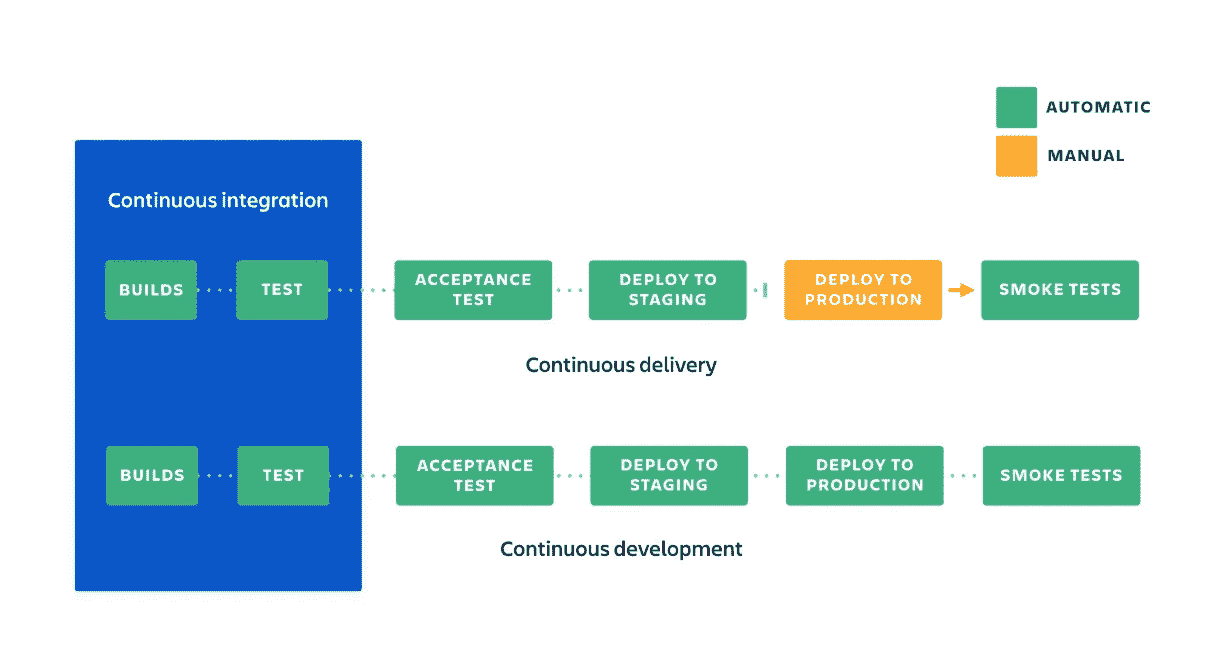 AUTOMATIC
MANUAL
Continuous integration
BUILDS
TEST
ACCEPTANCE
TEST
DEPLOY TO
STAGING
DEPLOY TO
PRODUCTION
SMOKE TESTS
Continuous delivery
BUILDS
TEST
ACCEPTANCE
TEST
DEPLOY TO
STAGING
DEPLOY TO
PRODUCTION
SMOKE TESTS
Continuous development